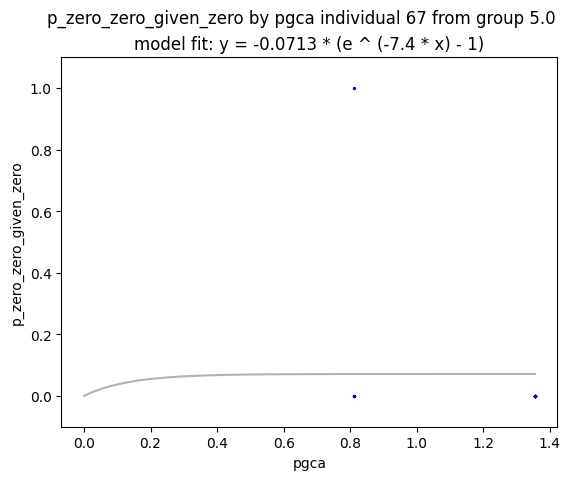 p_zero_zero_given_zero by pgca individual 67 from group 5.0
model fit: y = -0.0713 * (e ^ (-7.4 * x) - 1)
1.0
0.8
0.6
0.4
0.2
0.0
p_zero_zero_given_zero
0.0 0.2 0.4 0.6 0.8 1.0 1.2 1.4
pgca